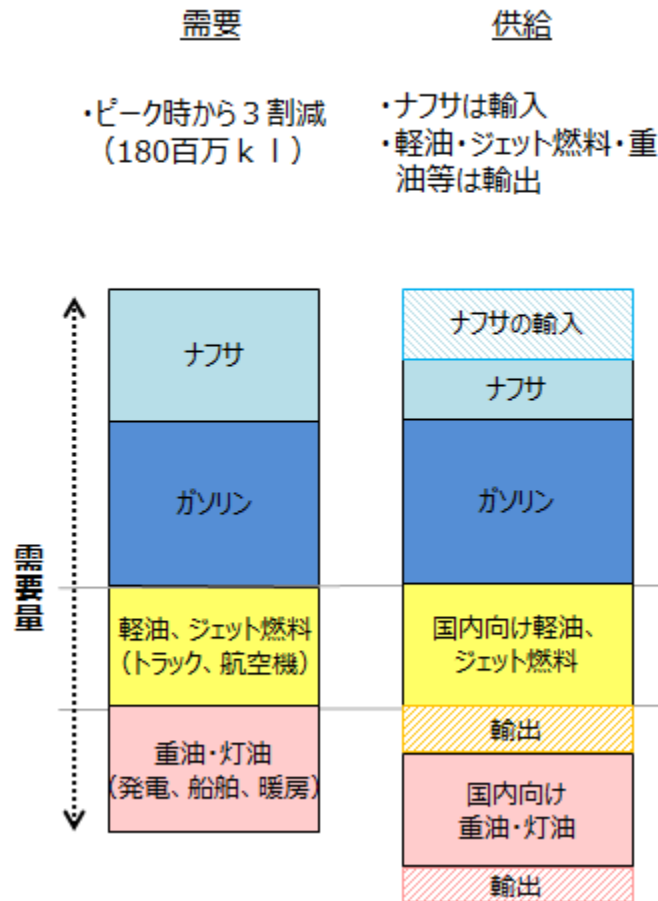 需要
供給
・ピーク時から3割減
（180百万ｋｌ）
・ナフサは輸入
・軽油・ジェット燃料・重
油等は輸出
需要量
ナフサ
ガソリン
軽油、ジェット燃料
（トラック、航空機）
重油・灯油
（発電、船舶、暖房）
ナフサの輸入
ナフサ
ガソリン
国内向け軽油、
ジェット燃料
輸出
国内向け
重油・灯油
輸出